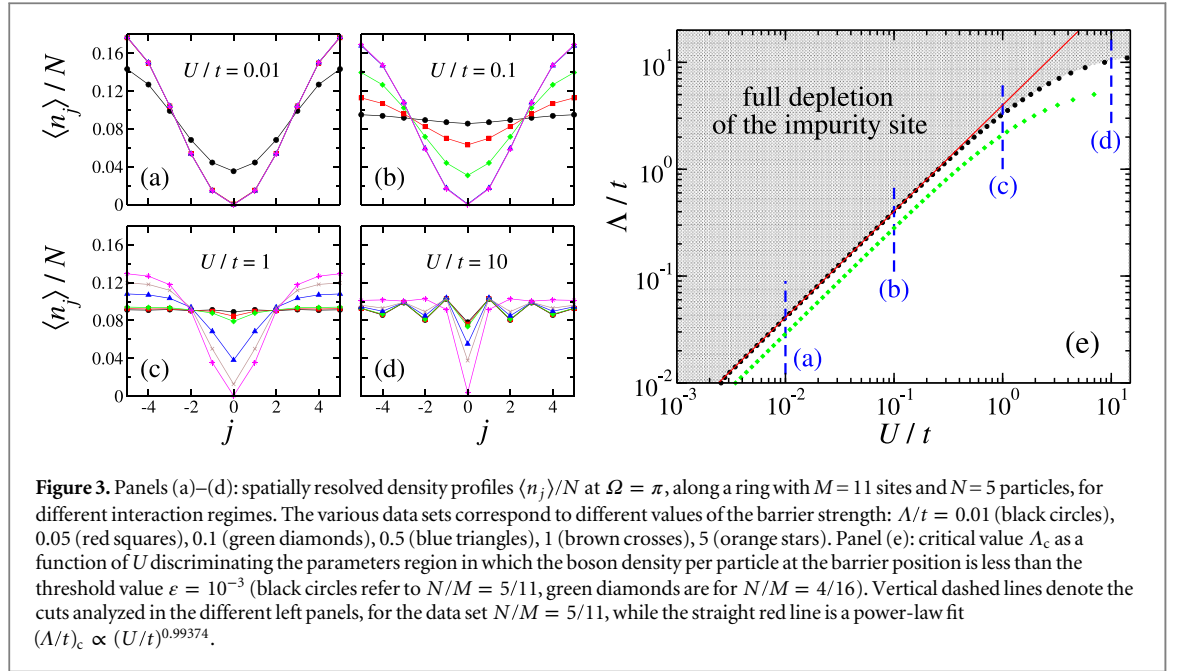 0.16
0.12
0.08
0.04
0
⟨n_j⟩ / N
U / t = 0.01
(a)
U / t = 0.1
(b)
0.16
0.12
0.08
0.04
0
⟨n_j⟩ / N
U / t = 1
(c)
U / t = 10
(d)
-4 -2 0 2 4
j
-4 -2 0 2 4
j
10^1
10^0
10^-1
10^-2
Λ / t
full depletion
of the impurity site
(a)
(b)
(c)
(d)
(e)
10^-3 10^-2 10^-1 10^0 10^1
U / t
Figure 3. Panels (a)–(d): spatially resolved density profiles ⟨n_j⟩/N at Ω = π, along a ring with M = 11 sites and N = 5 particles, for
different interaction regimes. The various data sets correspond to different values of the barrier strength: Λ/t = 0.01 (black circles),
0.05 (red squares), 0.1 (green diamonds), 0.5 (blue triangles), 1 (brown crosses), 5 (orange stars). Panel (e): critical value Λ_c as a
function of U discriminating the parameters region in which the boson density per particle at the barrier position is less than the
threshold value ε = 10^-3 (black circles refer to N/M = 5/11, green diamonds are for N/M = 4/16). Vertical dashed lines denote the
cuts analyzed in the different left panels, for the data set N/M = 5/11, while the straight red line is a power-law fit
(Λ/t)_c ∝ (U/t)^0.99374.